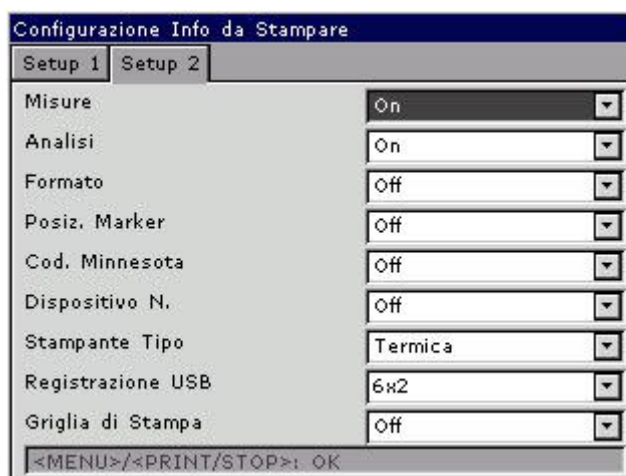 Configurazione Info da Stampare
Setup 1 Setup 2
Misure On
Analisi On
Formato Off
Posiz. Marker Off
Cod. Minnesota Off
Dispositivo N. Off
Stampante Tipo Termica
Registrazione USB 6x2
Griglia di Stampa Off
<MENU>/<PRINT/STOP>: OK